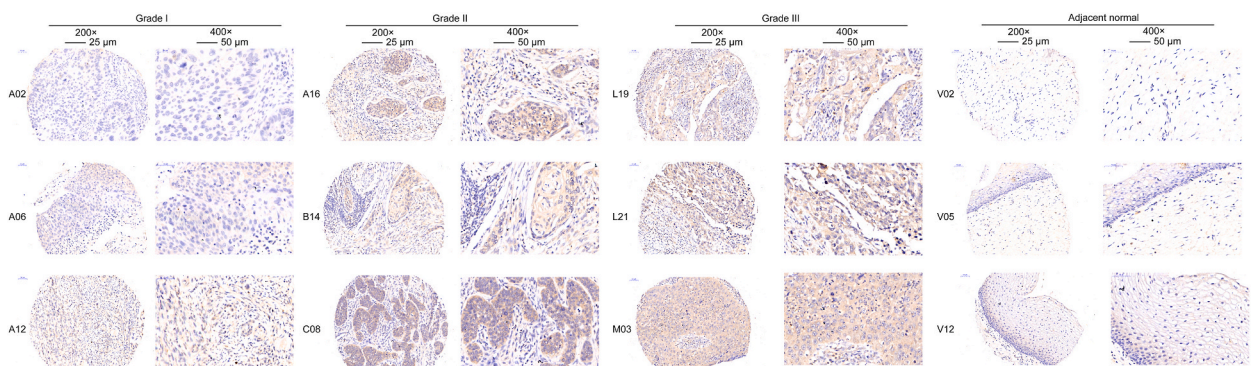 Grade I
Grade II
Grade III
Adjacent normal
200×
400×
200×
400×
200×
400×
200×
400×
25 µm
50 µm
25 µm
50 µm
25 µm
50 µm
25 µm
50 µm
A02
A16
L19
V02
A06
B14
L21
V05
A12
C08
M03
V12